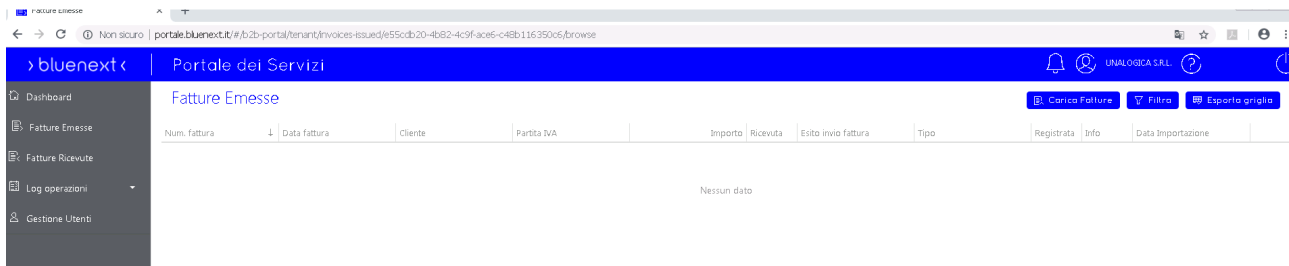 Fatture Emesse
Non sicuro | portale.bluenext.it/#/b2b-portal/tenant/invoices-issued/e55cdb20-4b82-4c9f-ace6-c48b116350c6/browse
>bluenext< Portale dei Servizi UNALOGICA S.R.L.
Dashboard
Fatture Emesse
Fatture Ricevute
Log operazioni
Gestione Utenti
Fatture Emesse
Carica Fatture Filtra Esporta griglia
Num. fattura Data fattura Cliente Partita IVA Importo Ricevuta Esito invio fattura Tipo Registrata Info Data Importazione
Nessun dato